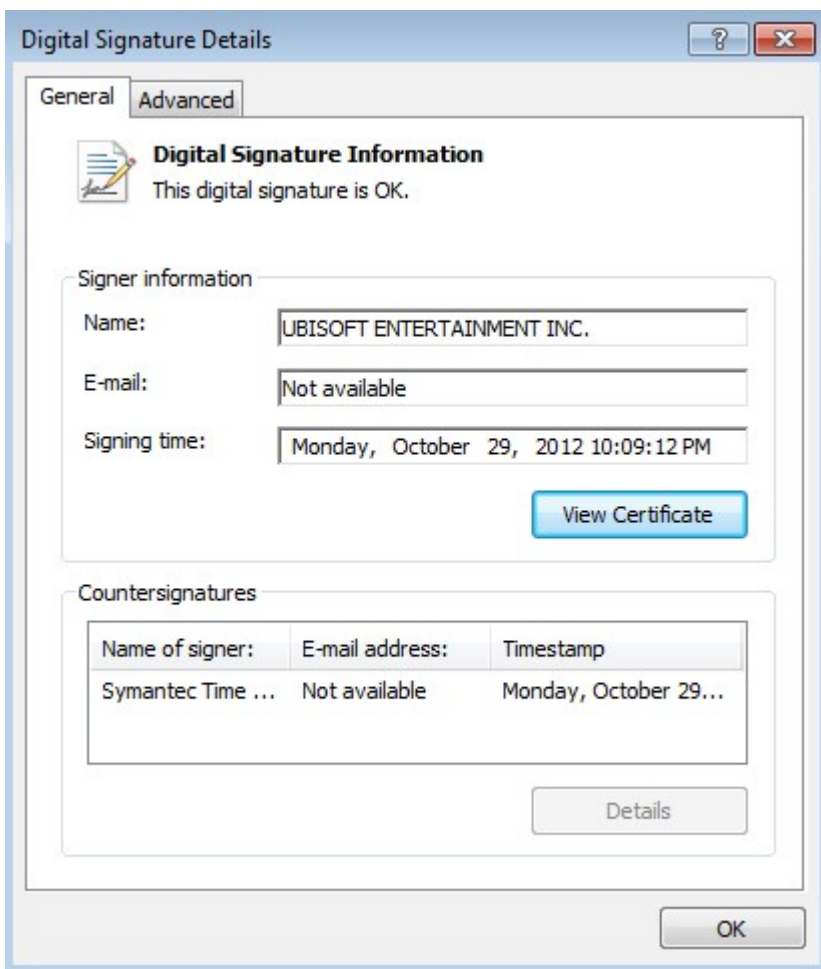 Digital Signature Details
General Advanced
Digital Signature Information
This digital signature is OK.
Signer information
Name: UBISOFT ENTERTAINMENT INC.
E-mail: Not available
Signing time: Monday, October 29, 2012 10:09:12 PM
View Certificate
Countersignatures
Name of signer: E-mail address: Timestamp
Symantec Time ... Not available Monday, October 29...
Details
OK